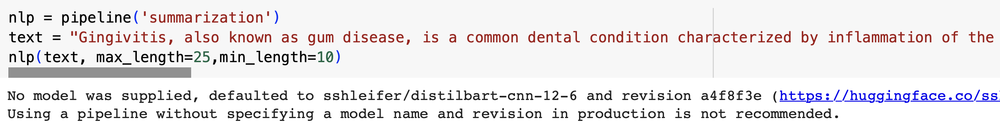 nlp = pipeline('summarization')
text = "Gingivitis, also known as gum disease, is a common dental condition characterized by inflammation of the
nlp(text, max_length=25,min_length=10)
No model was supplied, defaulted to sshleifer/distilbart-cnn-12-6 and revision a4f8f3e (https://huggingface.co/ss
Using a pipeline without specifying a model name and revision in production is not recommended.